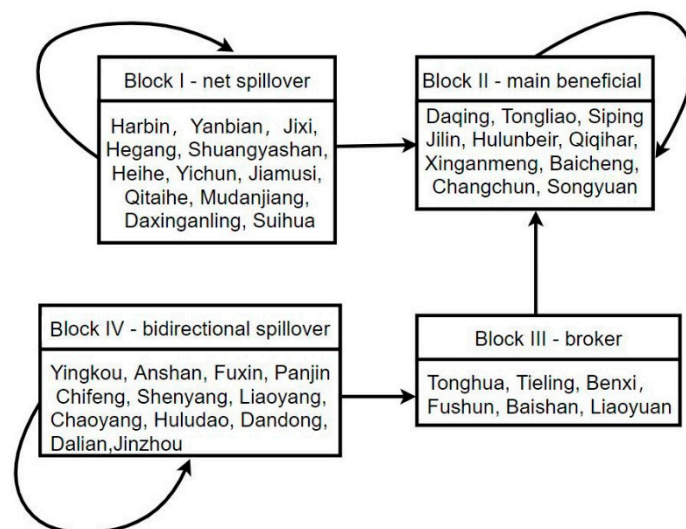 Block I - net spillover
Harbin, Yanbian, Jixi,
Hegang, Shuangyashan,
Heihe, Yichun, Jiamusi,
Qitaihe, Mudanjiang,
Daxinganling, Suihua
Block II - main beneficial
Daqing, Tongliao, Siping
Jilin, Hulunbeir, Qiqihar,
Xinganmeng, Baicheng,
Changchun, Songyuan
Block IV - bidirectional spillover
Yingkou, Anshan, Fuxin, Panjin
Chifeng, Shenyang, Liaoyang,
Chaoyang, Huludao, Dandong,
Dalian,Jinzhou
Block III - broker
Tonghua, Tieling, Benxi,
Fushun, Baishan, Liaoyuan